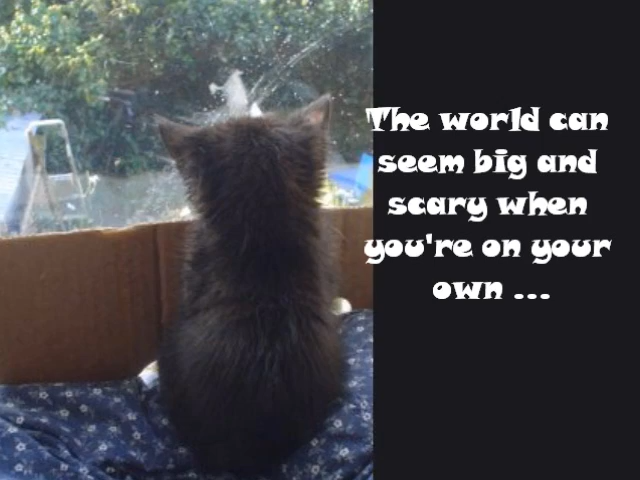 The world can
seem big and
scary when
you're on your
own ...